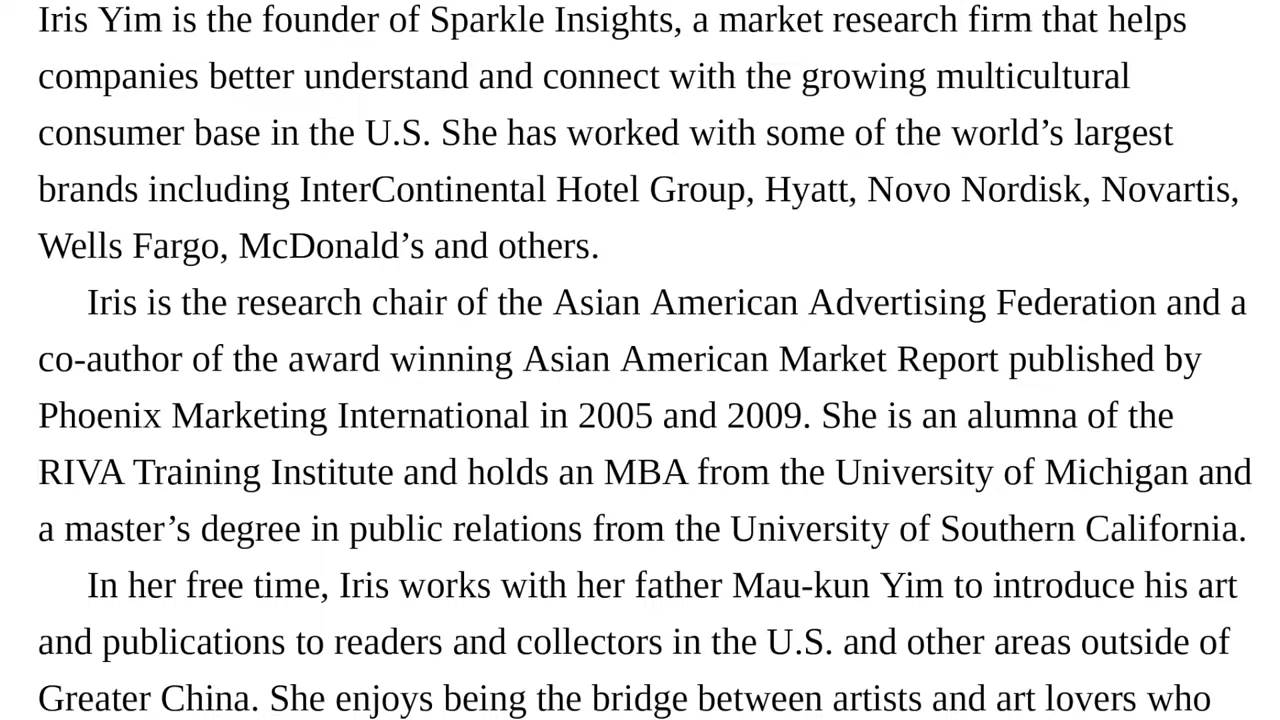 Iris Yim is the founder of Sparkle Insights, a market research firm that helps
companies better understand and connect with the growing multicultural
consumer base in the U.S. She has worked with some of the world’s largest
brands including InterContinental Hotel Group, Hyatt, Novo Nordisk, Novartis,
Wells Fargo, McDonald’s and others.
Iris is the research chair of the Asian American Advertising Federation and a
co-author of the award winning Asian American Market Report published by
Phoenix Marketing International in 2005 and 2009. She is an alumna of the
RIVA Training Institute and holds an MBA from the University of Michigan and
a master’s degree in public relations from the University of Southern California.
In her free time, Iris works with her father Mau-kun Yim to introduce his art
and publications to readers and collectors in the U.S. and other areas outside of
Greater China. She enjoys being the bridge between artists and art lovers who